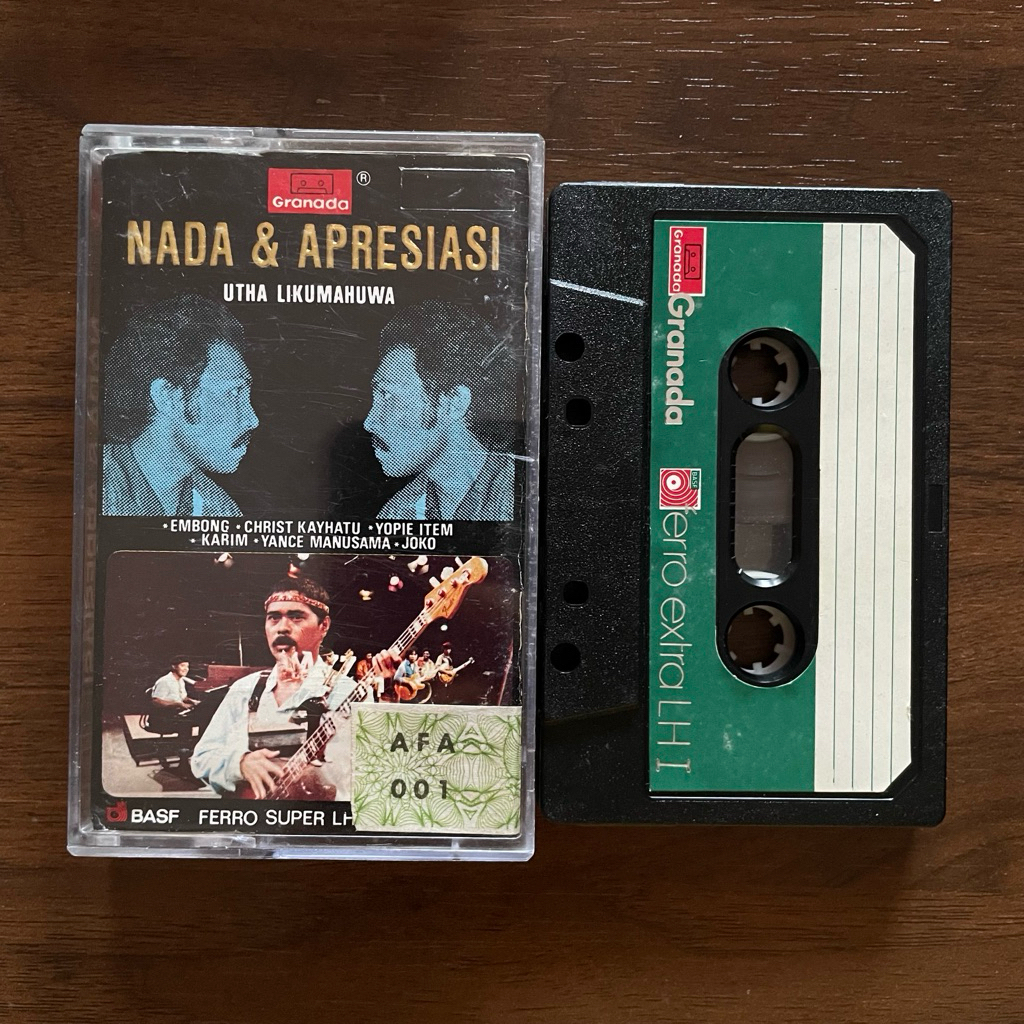 Granada ®
NADA & APRESIASI
UTHA LIKUMAHUWA
• EMBONG • CHRIST KAYHATU • YOPIE ITEM
• KARIM • YANCE MANUSAMA • JOKO
AFA
001
BASF FERRO SUPER LH
Granada
Granada
BASF
ferro extra LH I